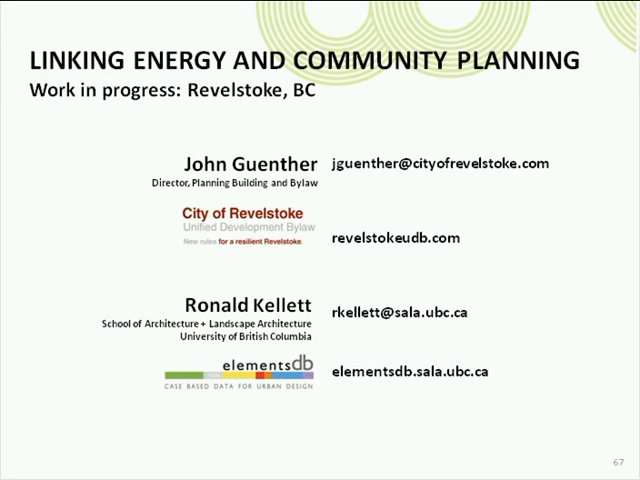 LINKING ENERGY AND COMMUNITY PLANNING
Work in progress: Revelstoke, BC
John Guenther
jguenther@cityofrevelstoke.com
Director, Planning Building and Bylaw
City of Revelstoke
Unified Development Bylaw
New rules for a resilient Revelstoke.
revelstokeudb.com
Ronald Kellett
rkellett@sala.ubc.ca
School of Architecture + Landscape Architecture
University of British Columbia
elementsdb
CASE BASED DATA FOR URBAN DESIGN
elementsdb.sala.ubc.ca
67